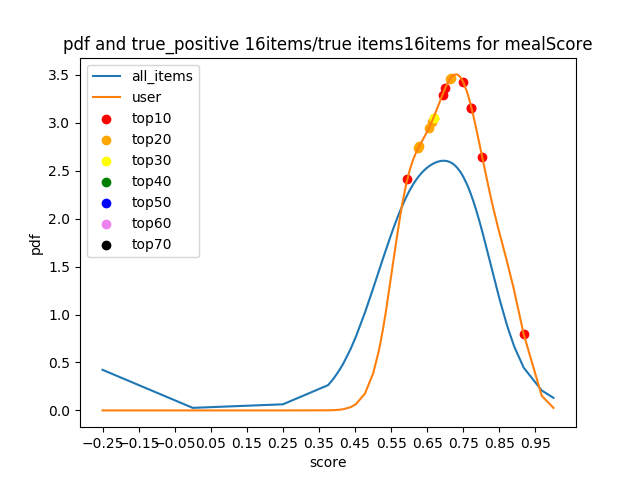 pdf and true_positive 16items/true items16items for mealScore
all_items
user
top10
top20
top30
top40
top50
top60
top70
pdf
3.5
3.0
2.5
2.0
1.5
1.0
0.5
0.0
−0.25 −0.15 −0.05 0.05 0.15 0.25 0.35 0.45 0.55 0.65 0.75 0.85 0.95
score